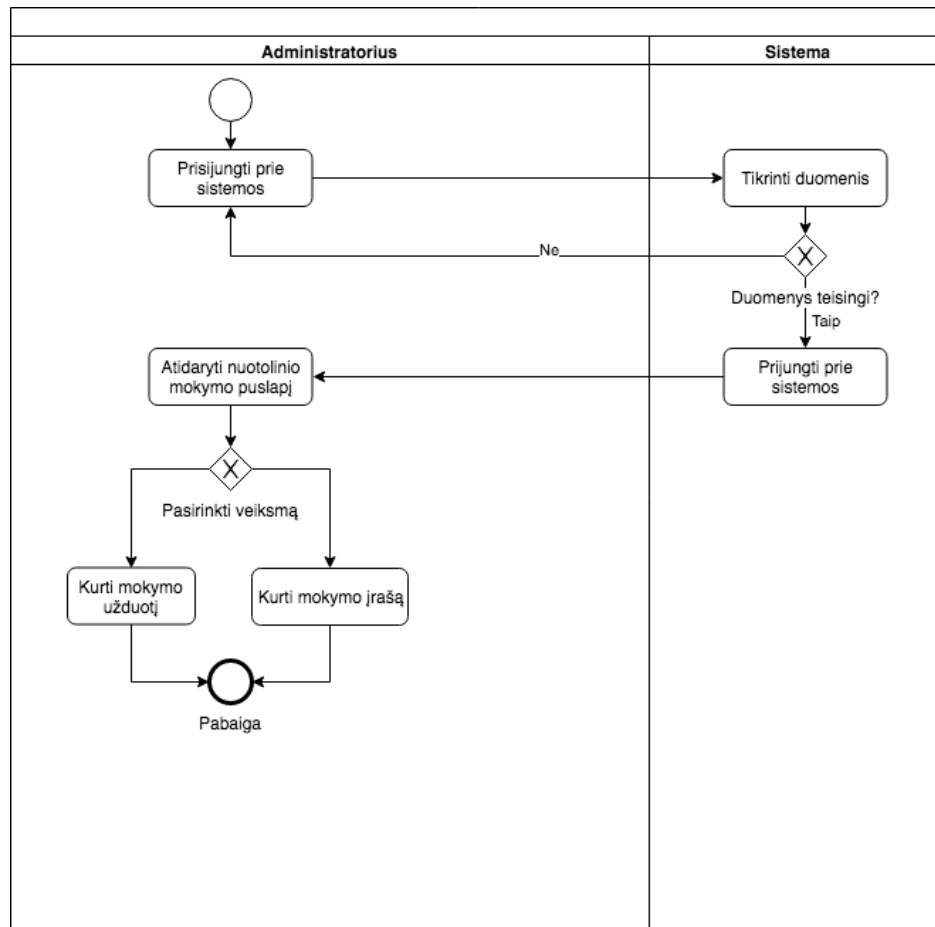 Administratorius
Sistema
Prisijungti prie
sistemos
Tikrinti duomenis
Ne
X
Duomenys teisingi?
Taip
Atidaryti nuotolinio
mokymo puslapį
Prijungti prie
sistemos
X
Pasirinkti veiksmą
Kurti mokymo
užduotį
Kurti mokymo įrašą
Pabaiga